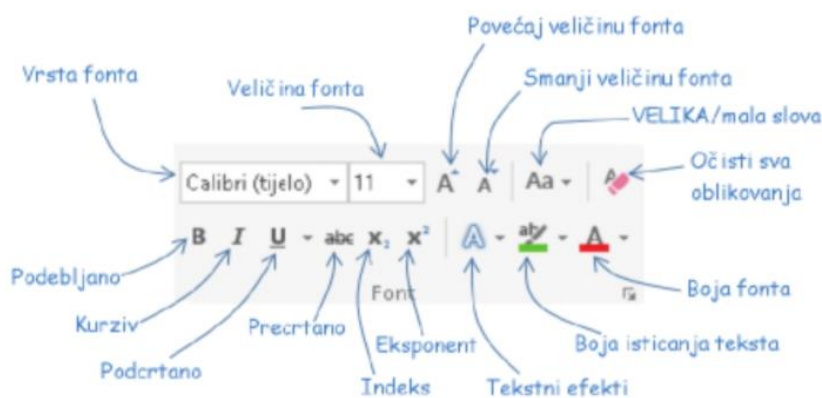 Povećaj veličinu fonta
Vrsta fonta
Veličina fonta
Smanji veličinu fonta
VELIKA/mala slova
Očisti sva
oblikovanja
Calibri (tijelo) 11 A A Aa A
B I U abc X₂ X² A aby A
Font
Podebljano
Kurziv
Podcrtano
Precrtano
Indeks
Eksponent
Tekstni efekti
Boja isticanja teksta
Boja fonta